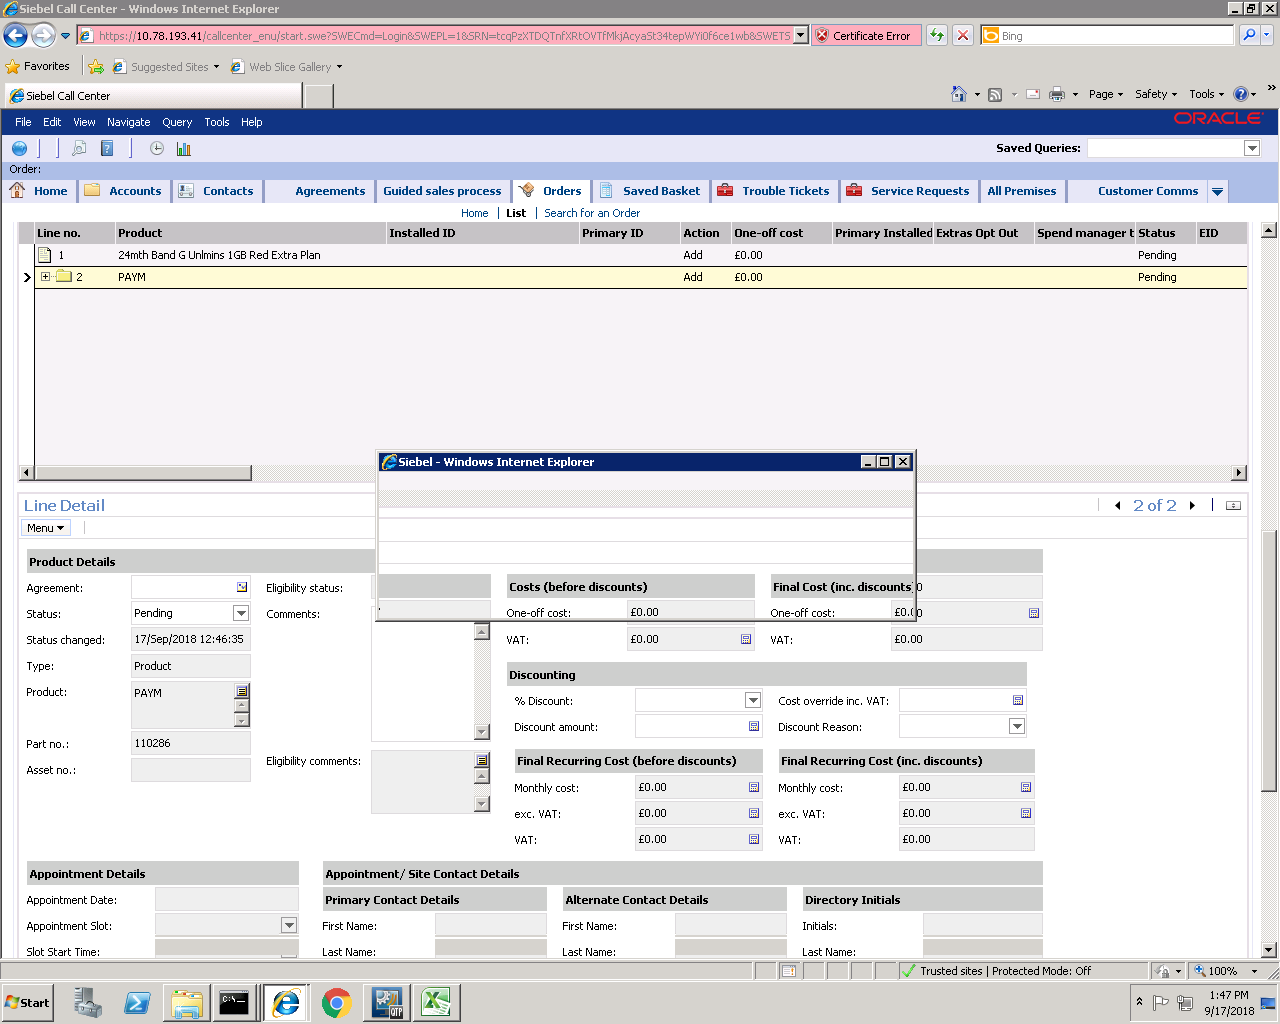 Siebel Call Center - Windows Internet Explorer
https://10.78.193.41/callcenter_enu/start.swe?SWECmd=Login&SWEPL=1&SRN=tcqPzXTDQTnfXRtOVTfMkjAcyaSt34tepWYi0f6ce1wb&SWETS Certificate Error Bing
Favorites Suggested Sites Web Slice Gallery
Siebel Call Center Page Safety Tools »
File Edit View Navigate Query Tools Help ORACLE
Saved Queries:
Order:
Home Accounts Contacts Agreements Guided sales process Orders Saved Basket Trouble Tickets Service Requests All Premises Customer Comms
Home List Search for an Order
Line no. Product Installed ID Primary ID Action One-off cost Primary Installed Extras Opt Out Spend manager t Status EID
1 24mth Band G Unlmins 1GB Red Extra Plan Add £0.00 Pending
2 PAYM Add £0.00 Pending
Siebel - Windows Internet Explorer
Line Detail 2 of 2
Menu
Product Details
Costs (before discounts) Final Cost (inc. discounts)
Agreement: Eligibility status:
Status: Pending Comments: One-off cost: £0.00 One-off cost: £0.00
Status changed: 17/Sep/2018 12:46:35 VAT: £0.00 VAT: £0.00
Type: Product
Discounting
Product: PAYM % Discount: Cost override inc. VAT:
Discount amount: Discount Reason:
Part no.: 110286
Asset no.: Eligibility comments: Final Recurring Cost (before discounts) Final Recurring Cost (inc. discounts)
Monthly cost: £0.00 Monthly cost: £0.00
exc. VAT: £0.00 exc. VAT: £0.00
VAT: £0.00 VAT: £0.00
Appointment Details Appointment/ Site Contact Details
Appointment Date: Primary Contact Details Alternate Contact Details Directory Initials
Appointment Slot: First Name: First Name: Initials:
Slot Start Time: Last Name: Last Name: Last Name:
Trusted sites | Protected Mode: Off 100%
Start C:\ QTP 1:47 PM
9/17/2018